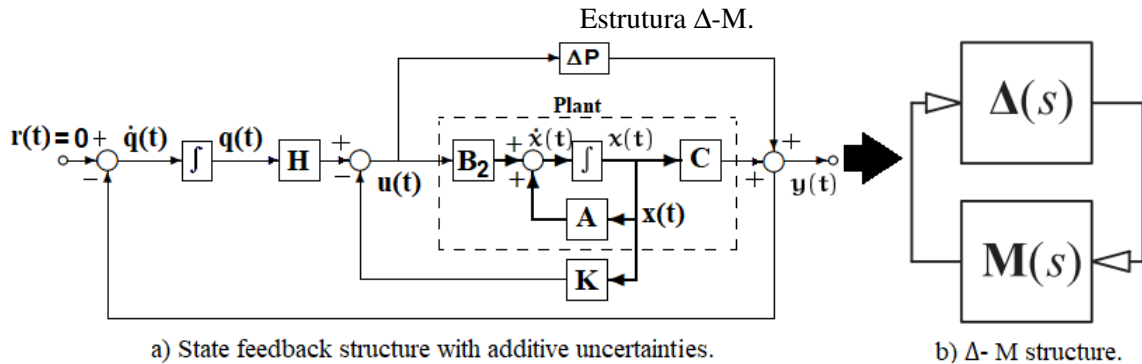 Estrutura Δ-M.
ΔP
Plant
r(t)=0 + q̇(t) q(t) + + ẋ(t) x(t) + 
∫ H B₂ ∫ C
− − u(t) + + y(t)
A x(t)
K
Δ(s)
M(s)
a) State feedback structure with additive uncertainties.
b) Δ- M structure.